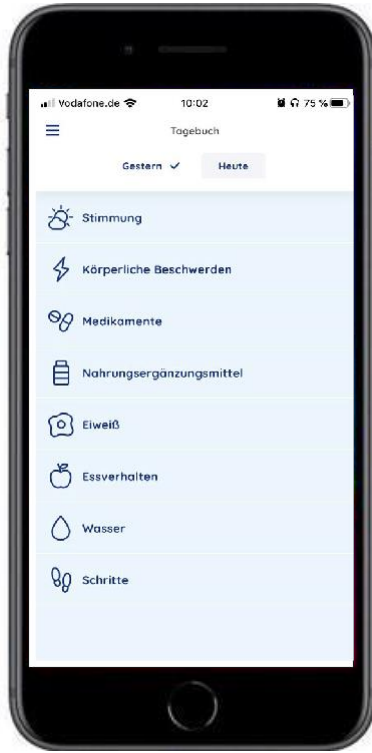 Vodafone.de 10:02 75 %
Tagebuch
Gestern Heute
Stimmung
Körperliche Beschwerden
Medikamente
Nahrungsergänzungsmittel
Eiweiß
Essverhalten
Wasser
Schritte